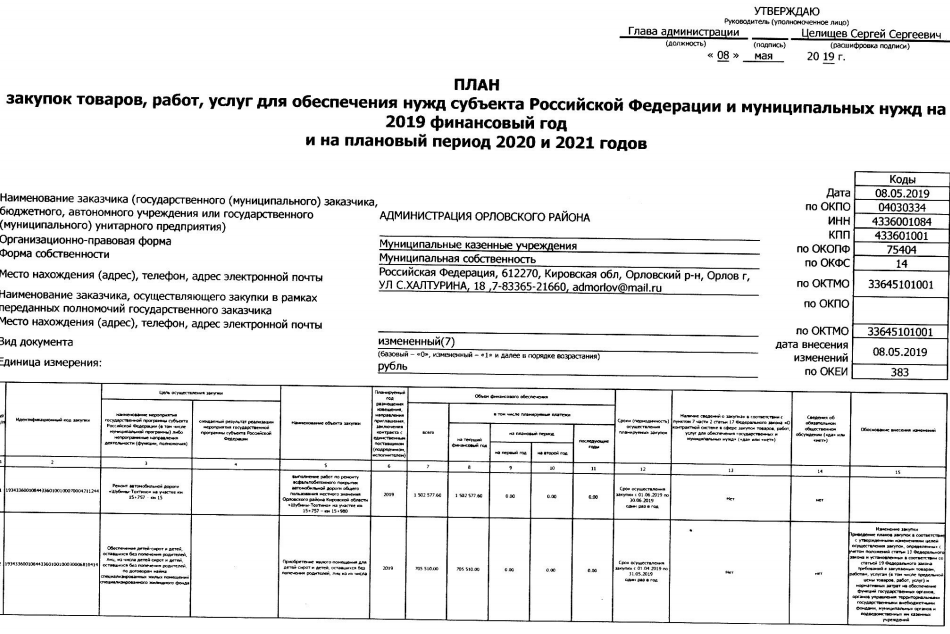 УТВЕРЖДАЮ
Руководитель (уполномоченное лицо)
Глава администрации Целищев Сергей Сергеевич
(должность) (подпись) (расшифровка подписи)
« 08 » мая 20 19 г.
ПЛАН
закупок товаров, работ, услуг для обеспечения нужд субъекта Российской Федерации и муниципальных нужд на
2019 финансовый год
и на плановый период 2020 и 2021 годов
Коды
Дата 08.05.2019
Наименование заказчика (государственного (муниципального) заказчика,
бюджетного, автономного учреждения или государственного
(муниципального) унитарного предприятия)
АДМИНИСТРАЦИЯ ОРЛОВСКОГО РАЙОНА
по ОКПО 04030334
ИНН 4336001084
КПП 433601001
Организационно-правовая форма Муниципальные казенные учреждения по ОКОПФ 75404
Форма собственности Муниципальная собственность по ОКФС 14
Место нахождения (адрес), телефон, адрес электронной почты
Российская Федерация, 612270, Кировская обл, Орловский р-н, Орлов г,
УЛ С.ХАЛТУРИНА, 18 ,7-83365-21660, admorlov@mail.ru
по ОКТМО 33645101001
Наименование заказчика, осуществляющего закупки в рамках
переданных полномочий государственного заказчика
по ОКПО
Место нахождения (адрес), телефон, адрес электронной почты
по ОКТМО 33645101001
Вид документа измененный(7)
(базовый – «0», измененный – «1» и далее в порядке возрастания)
дата внесения
изменений 08.05.2019
Единица измерения: рубль по ОКЕИ 383
Идентификационный код закупки
Цель осуществления закупки
наименование мероприятия
государственной программы субъекта
Российской Федерации (в том числе
муниципальной программы) либо
непрограммные направления
деятельности (функции, полномочия)
ожидаемый результат реализации
мероприятия государственной
программы субъекта Российской
Федерации
Наименование объекта закупки
Планируемый
год
размещения
извещения,
направления
приглашения,
заключения
контракта с
единственным
поставщиком
(подрядчиком,
исполнителем)
Объем финансового обеспечения
всего
в том числе планируемые платежи
на текущий
финансовый
год
на плановый период
на первый год
на второй год
последующие
годы
Сроки (периодичность)
осуществления
планируемых закупок
Наличие сведений о закупках в соответствии с
пунктом 7 части 2 статьи 17 Федерального закона «О
контрактной системе в сфере закупок товаров, работ,
услуг для обеспечения государственных и
муниципальных нужд» («да» или «нет»)
Сведения об
обязательном
общественном
обсуждении («да» или
«нет»)
Обоснование внесения изменений
1 2 3 4 5 6 7 8 9 10 11 12 13 14 15
Ремонт автомобильной дороги
на участке км
15+757 – км 15
выполнение работ по ремонту
асфальтобетонного покрытия
автомобильной дороги общего
пользования местного значения
Орловского района Кировской области
на участке км
15+757 – км 15+980
2019
1 502 577.60
1 502 577.60
0.00
0.00
0.00
Срок осуществления
закупки с 01.06.2019 по
30.06.2019
один раз в год
Нет
нет
Обеспечение детей-сирот и детей,
оставшихся без попечения родителей,
лиц из числа детей-сирот и детей,
оставшихся без попечения родителей,
по договорам найма
специализированных жилых помещений
специализированного жилищного фонда
Приобретение жилого помещения для
детей-сирот и детей, оставшихся без
попечения родителей, лиц из их числа
2019
705 510.00
705 510.00
0.00
0.00
0.00
Срок осуществления
закупки с 01.04.2019 по
31.05.2019
один раз в год
Нет
нет
Изменение закупки
Приведение плана закупок в соответствие
с утвержденными изменениями целей
осуществления закупок, определенных с
учетом положений статьи 13 Федерального
закона и установленных в соответствии со
статьей 19 Федерального закона
требований к закупаемым товарам,
работам, услугам (в том числе предельной
цены товаров, работ, услуг) и
нормативных затрат на обеспечение
функций государственных органов,
органов управления территориальными
государственными внебюджетными
фондами, муниципальных органов и
подведомственных им казенных
учреждений